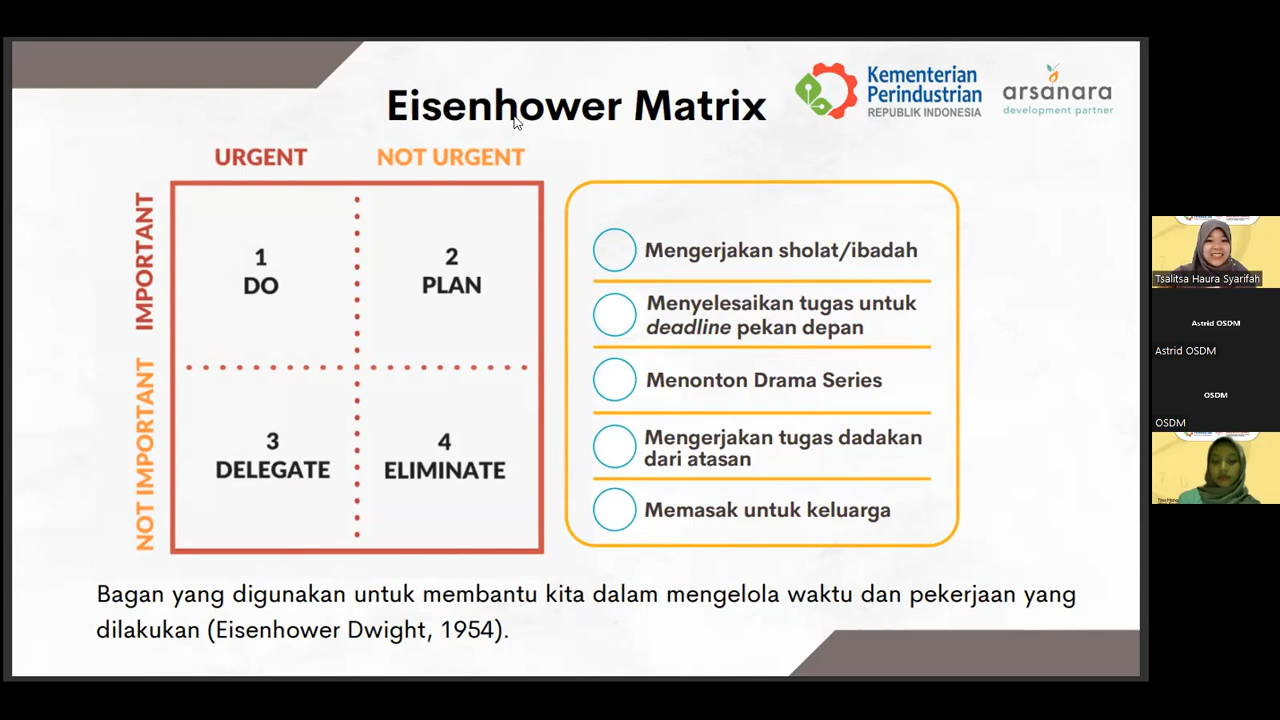 Eisenhower Matrix
Kementerian
Perindustrian
REPUBLIK INDONESIA
arsanara
development partner
URGENT
NOT URGENT
IMPORTANT
NOT IMPORTANT
1
DO
2
PLAN
3
DELEGATE
4
ELIMINATE
Mengerjakan sholat/ibadah
Menyelesaikan tugas untuk
deadline pekan depan
Menonton Drama Series
Mengerjakan tugas dadakan
dari atasan
Memasak untuk keluarga
Bagan yang digunakan untuk membantu kita dalam mengelola waktu dan pekerjaan yang
dilakukan (Eisenhower Dwight, 1954).
Tsalitsa Haura Syarifah
Astrid OSDM
Astrid OSDM
OSDM
OSDM